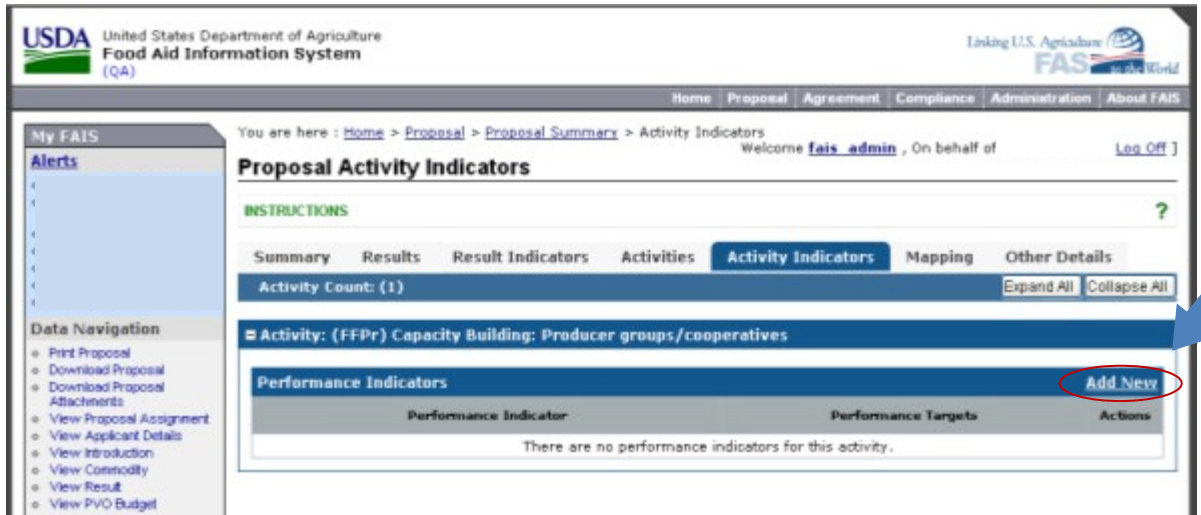 USDA United States Department of Agriculture
Food Aid Information System
(QA)
Linking U.S. Agriculture
FAS to the World
Home Proposal Agreement Compliance Administration About FAIS
My FAIS
Alerts
You are here : Home > Proposal > Proposal Summary > Activity Indicators
Welcome fais_admin , On behalf of Log Off ]
Proposal Activity Indicators
INSTRUCTIONS ?
Summary Results Result Indicators Activities Activity Indicators Mapping Other Details
Activity Count: (1) Expand All Collapse All
Activity: (FFPr) Capacity Building: Producer groups/cooperatives
Performance Indicators Add New
Performance Indicator Performance Targets Actions
There are no performance indicators for this activity.
Data Navigation
Print Proposal
Download Proposal
Download Proposal
Attachments
View Proposal Assignment
View Applicant Details
View Introduction
View Commodity
View Result
View PVO Budget